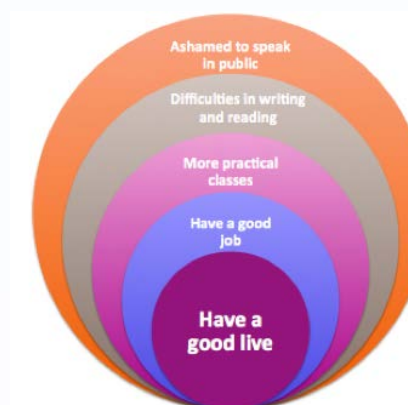 Ashamed to speak
in public
Difficulties in writing
and reading
More practical
classes
Have a good
job
Have a
good live